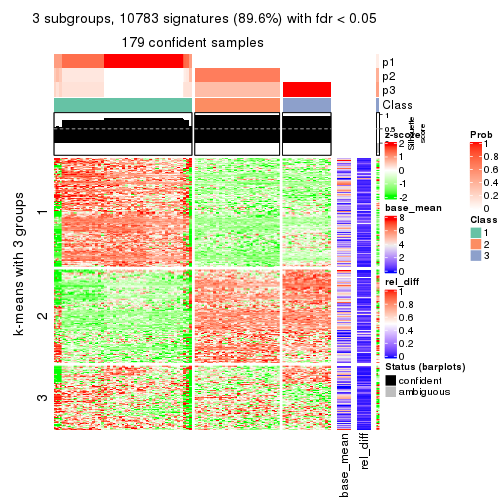 3 subgroups, 10783 signatures (89.6%) with fdr < 0.05
179 confident samples
p1
p2
p3
Class
1
0.5
0
Silhouette
score
k-means with 3 groups
1
2
3
base_mean
rel_diff
z-score
2
1
0
-1
-2
base_mean
8
6
4
2
0
rel_diff
1
0.8
0.6
0.4
0.2
0
Status (barplots)
confident
ambiguous
Prob
1
0.8
0.6
0.4
0.2
0
Class
1
2
3